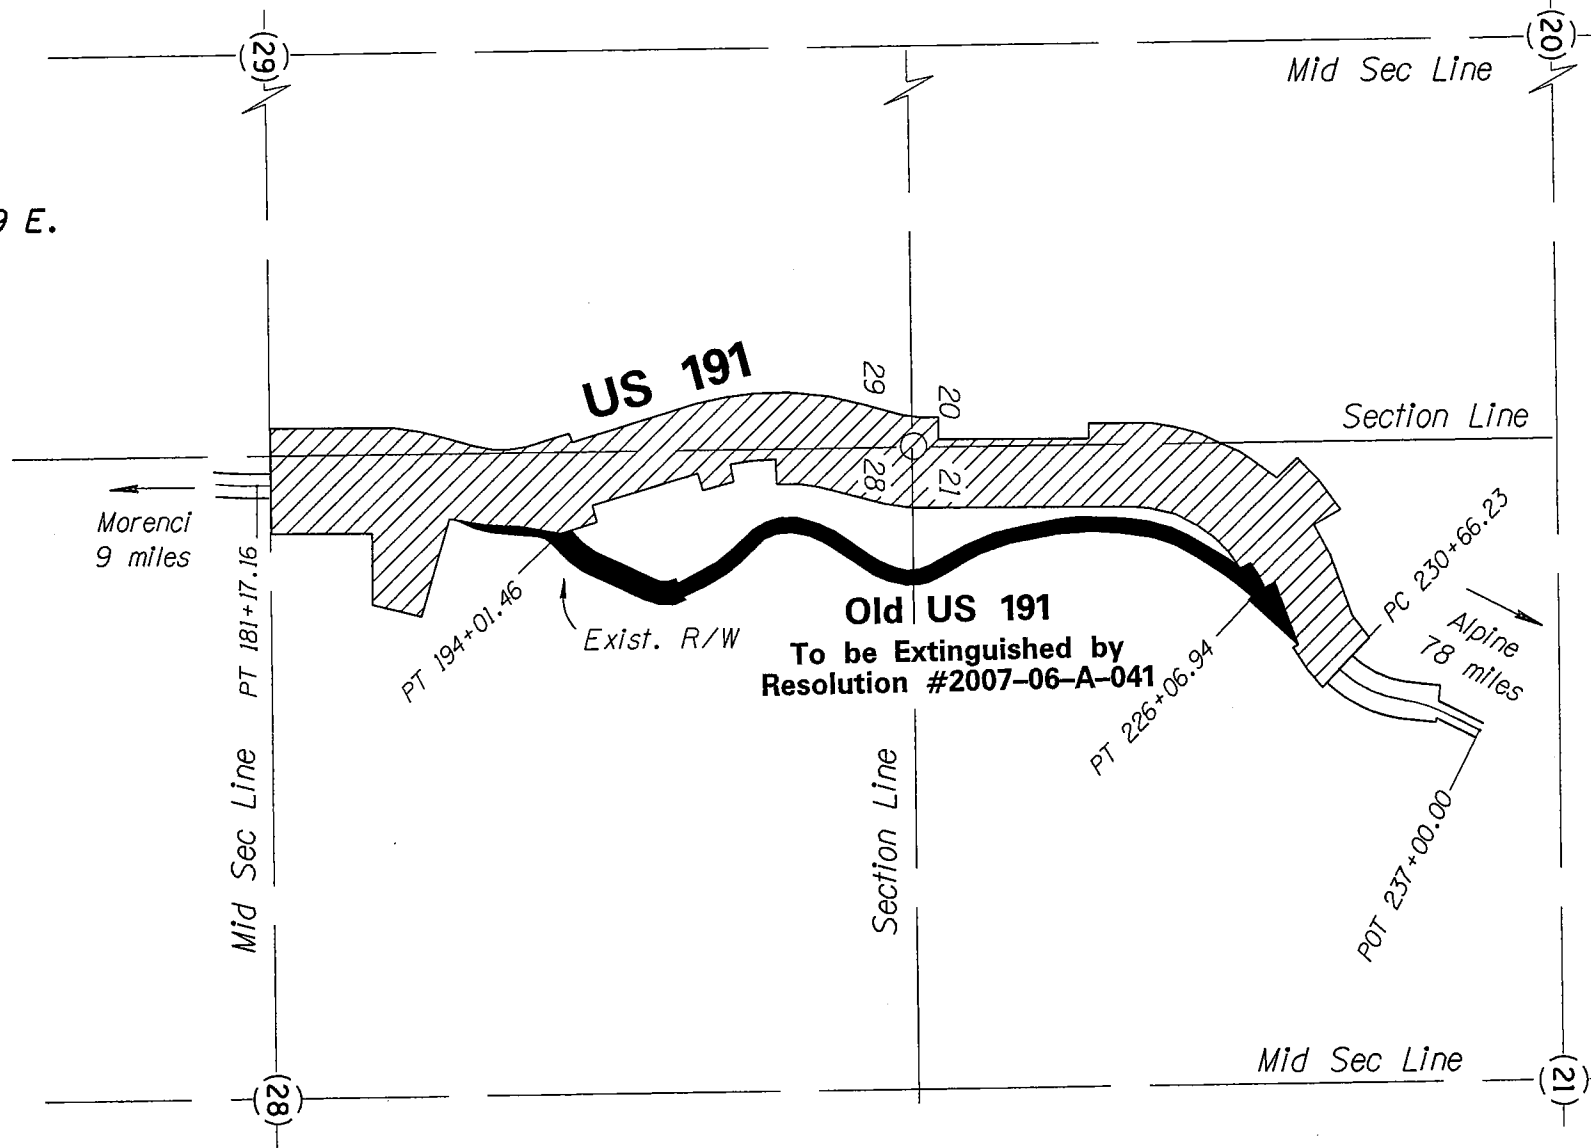 (29)
(20)
Mid Sec Line
9 E.
US 191
29
20
Section Line
28
21
Morenci
9 miles
PT 181+17.16
PT 194+01.46
Exist. R/W
Old US 191
To be Extinguished by
Resolution #2007-06-A-041
PC 230+66.23
Alpine
78 miles
PT 226+06.94
POT 237+00.00
Mid Sec Line
Section Line
Mid Sec Line
(28)
(21)